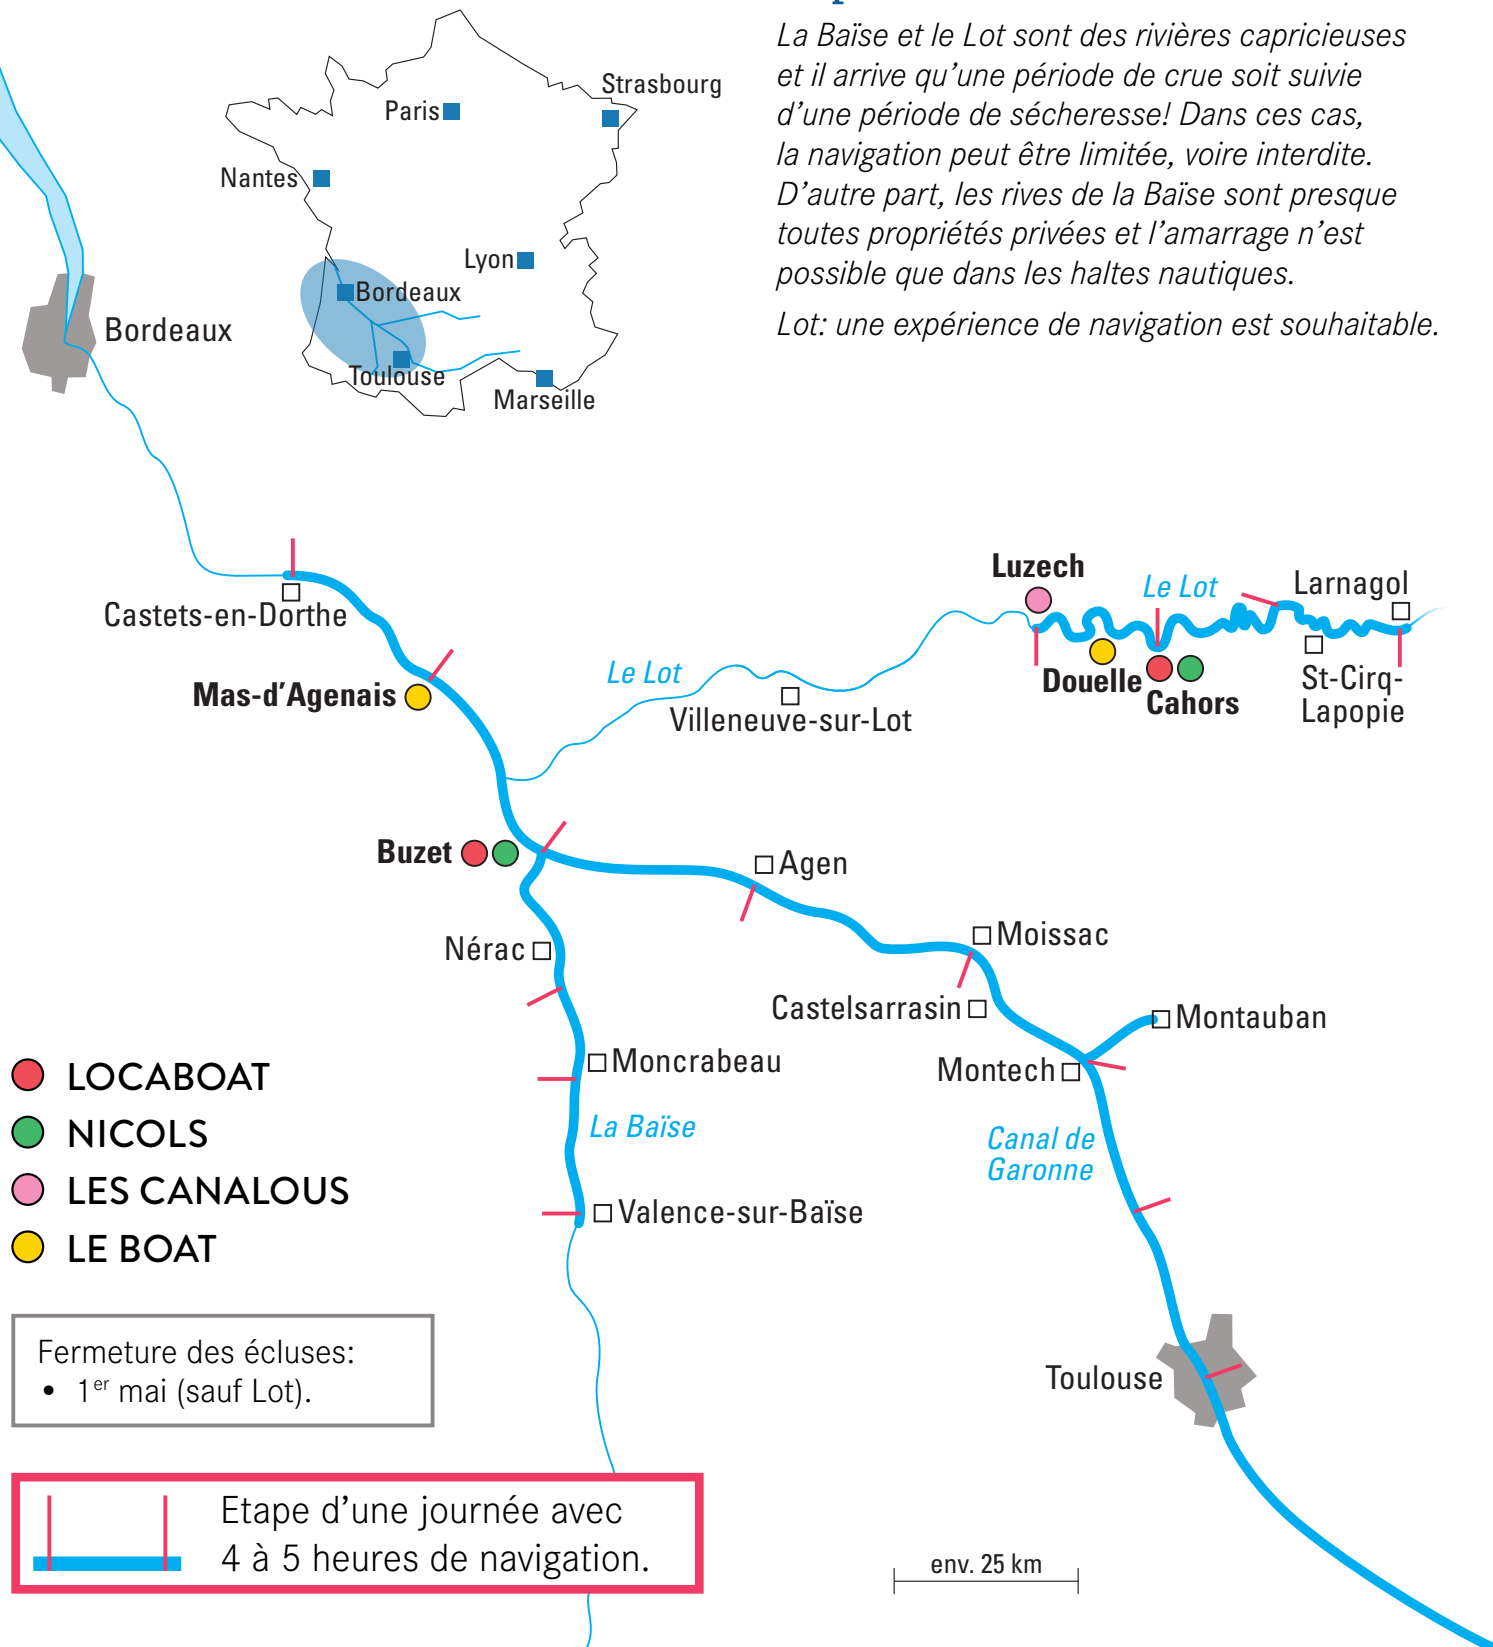 La Baïse et le Lot sont des rivières capricieuses
et il arrive qu’une période de crue soit suivie
d’une période de sécheresse! Dans ces cas,
la navigation peut être limitée, voire interdite.
D’autre part, les rives de la Baïse sont presque
toutes propriétés privées et l’amarrage n’est
possible que dans les haltes nautiques.
Lot: une expérience de navigation est souhaitable.
Strasbourg
Paris
Nantes
Lyon
Bordeaux
Toulouse
Marseille
Bordeaux
Castets-en-Dorthe
Mas-d’Agenais
Le Lot
Villeneuve-sur-Lot
Luzech
Le Lot
Larnagol
Douelle
Cahors
St-Cirq-
Lapopie
Buzet
Agen
Nérac
Moissac
Castelsarrasin
Montauban
Moncrabeau
Montech
La Baïse
Canal de
Garonne
Valence-sur-Baïse
Toulouse
LOCABOAT
NICOLS
LES CANALOUS
LE BOAT
Fermeture des écluses:
• 1er mai (sauf Lot).
Etape d’une journée avec
4 à 5 heures de navigation.
env. 25 km